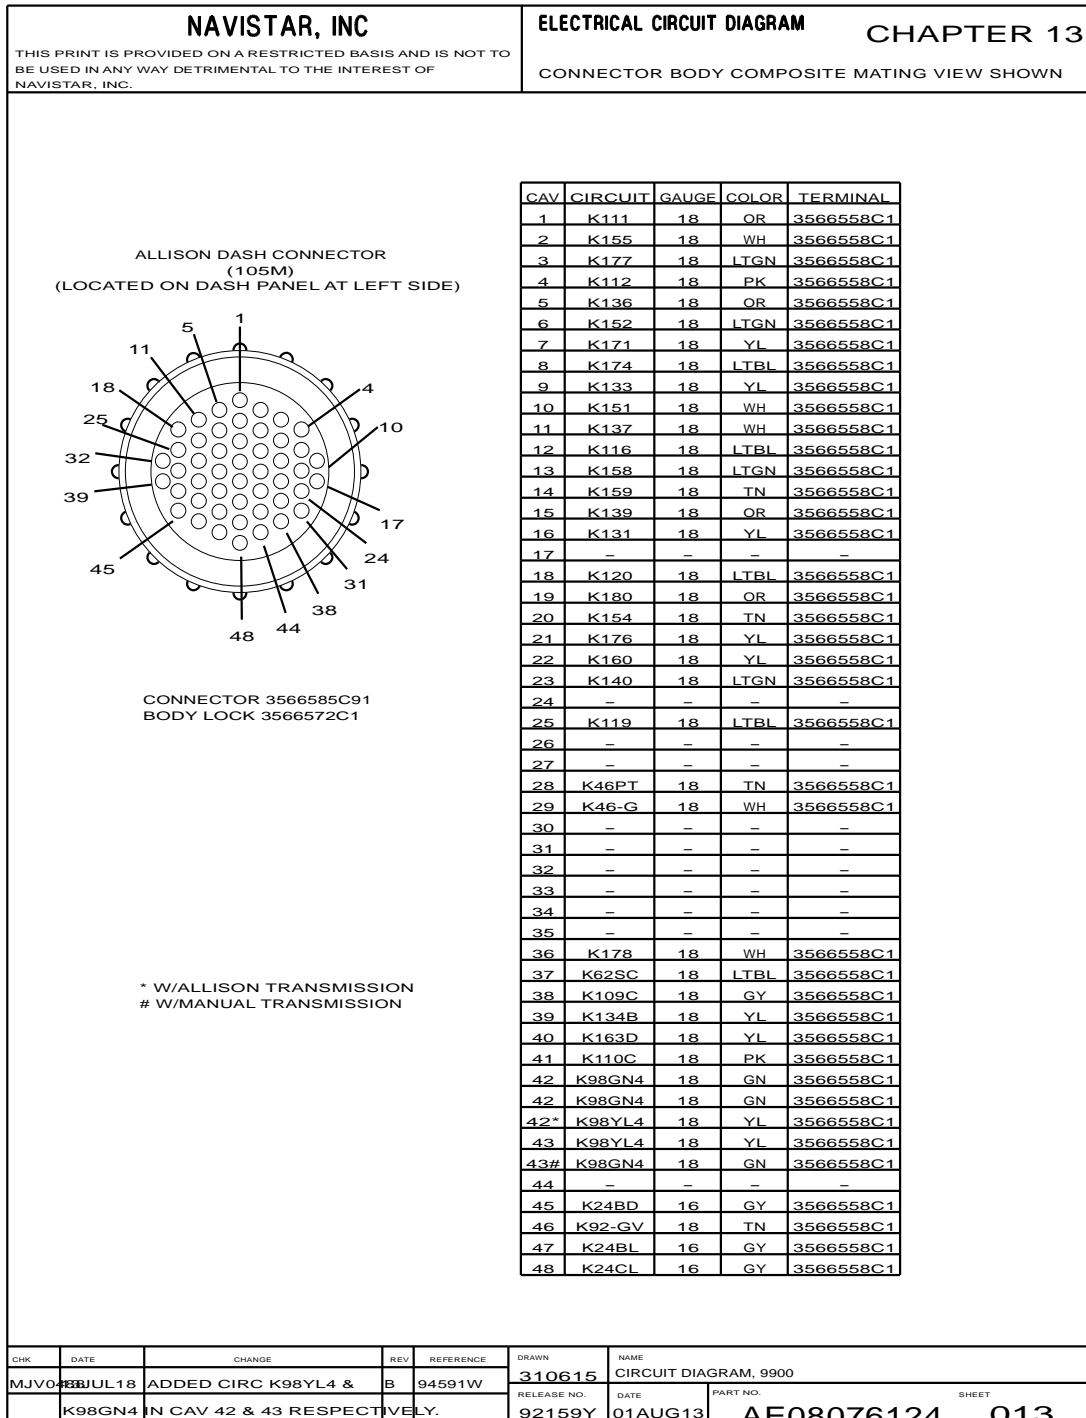 NAVISTAR, INC
THIS PRINT IS PROVIDED ON A RESTRICTED BASIS AND IS NOT TO
BE USED IN ANY WAY DETRIMENTAL TO THE INTEREST OF
NAVISTAR, INC.
ELECTRICAL CIRCUIT DIAGRAM CHAPTER 13
CONNECTOR BODY COMPOSITE MATING VIEW SHOWN
ALLISON DASH CONNECTOR
(105M)
(LOCATED ON DASH PANEL AT LEFT SIDE)
1
5
11
18
25
32
39
45
48
44
38
31
24
17
10
4
CONNECTOR 3566585C91
BODY LOCK 3566572C1
* W/ALLISON TRANSMISSION
# W/MANUAL TRANSMISSION
CAV CIRCUIT GAUGE COLOR TERMINAL
1 K111 18 OR 3566558C1
2 K155 18 WH 3566558C1
3 K177 18 LTGN 3566558C1
4 K112 18 PK 3566558C1
5 K136 18 OR 3566558C1
6 K152 18 LTGN 3566558C1
7 K171 18 YL 3566558C1
8 K174 18 LTBL 3566558C1
9 K133 18 YL 3566558C1
10 K151 18 WH 3566558C1
11 K137 18 WH 3566558C1
12 K116 18 LTBL 3566558C1
13 K158 18 LTGN 3566558C1
14 K159 18 TN 3566558C1
15 K139 18 OR 3566558C1
16 K131 18 YL 3566558C1
17 – – – –
18 K120 18 LTBL 3566558C1
19 K180 18 OR 3566558C1
20 K154 18 TN 3566558C1
21 K176 18 YL 3566558C1
22 K160 18 YL 3566558C1
23 K140 18 LTGN 3566558C1
24 – – – –
25 K119 18 LTBL 3566558C1
26 – – – –
27 – – – –
28 K46PT 18 TN 3566558C1
29 K46-G 18 WH 3566558C1
30 – – – –
31 – – – –
32 – – – –
33 – – – –
34 – – – –
35 – – – –
36 K178 18 WH 3566558C1
37 K62SC 18 LTBL 3566558C1
38 K109C 18 GY 3566558C1
39 K134B 18 YL 3566558C1
40 K163D 18 YL 3566558C1
41 K110C 18 PK 3566558C1
42 K98GN4 18 GN 3566558C1
42 K98GN4 18 GN 3566558C1
42* K98YL4 18 YL 3566558C1
43 K98YL4 18 YL 3566558C1
43# K98GN4 18 GN 3566558C1
44 – – – –
45 K24BD 16 GY 3566558C1
46 K92-GV 18 TN 3566558C1
47 K24BL 16 GY 3566558C1
48 K24CL 16 GY 3566558C1
CHK DATE CHANGE REV REFERENCE
JUL18 ADDED CIRC K98YL4 & B 94591W
K98GN4 IN CAV 42 & 43 RESPECTIVELY.
DRAWN NAME
310615 CIRCUIT DIAGRAM, 9900
RELEASE NO. DATE PART NO. SHEET
92159Y 01AUG13 AE08076124 013